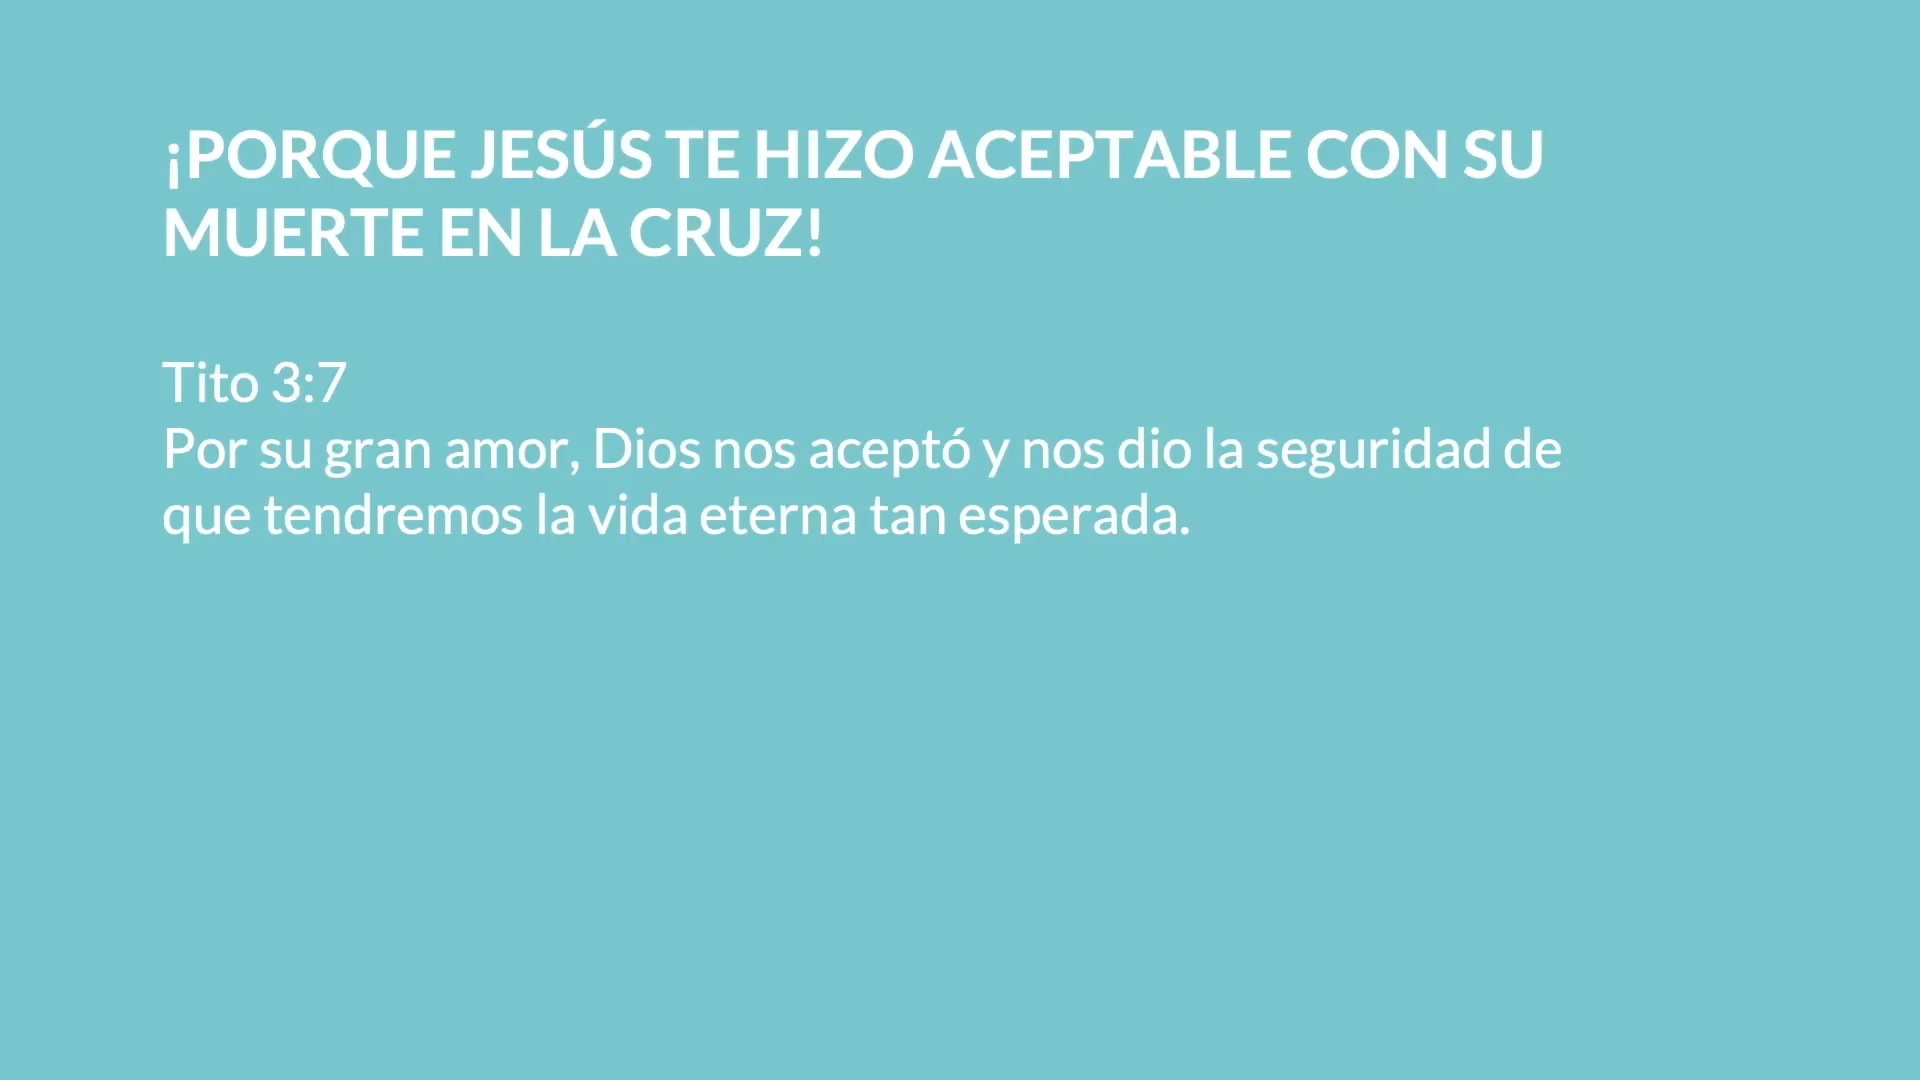 ¡PORQUE JESÚS TE HIZO ACEPTABLE CON SU
MUERTE EN LA CRUZ!
Tito 3:7
Por su gran amor, Dios nos aceptó y nos dio la seguridad de
que tendremos la vida eterna tan esperada.